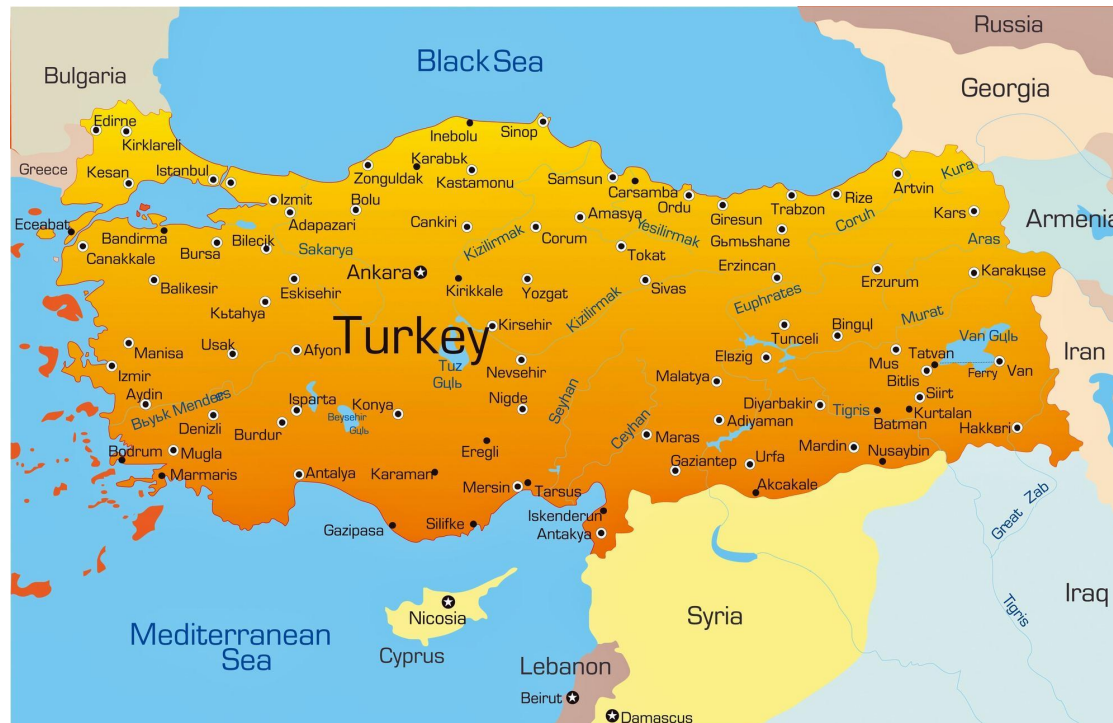 Russia
Black Sea
Bulgaria
Georgia
Edirne
Kirklareli
Inebolu
Sinop
Greece
Kesan
Istanbul
Zonguldak
Karabьk
Kastamonu
Samsun
Carsamba
Ordu
Giresun
Trabzon
Rize
Artvin
Kura
Kars
Armenia
Izmit
Adapazari
Bolu
Cankiri
Kizilirmak
Corum
Amasya
Yesilirmak
Tokat
Gьmьshane
Coruh
Aras
Eceabat
Canakkale
Bandirma
Bursa
Bilecik
Sakarya
Ankara
Kirikkale
Yozgat
Kizilirmak
Sivas
Erzincan
Euphrates
Erzurum
Karakцse
Balikesir
Eskisehir
Kьtahya
Turkey
Kirsehir
Murat
Tunceli
Bingцl
Van Gцlь
Iran
Manisa
Usak
Afyon
Tuz
Gцlь
Nevsehir
Elвzig
Mus
Tatvan
Bitlis
Ferry
Van
Izmir
Aydin
Bьyьk Menderes
Denizli
Isparta
Burdur
Beysehir
Gцlь
Konya
Nigde
Seyhan
Ceyhan
Malatya
Adiyaman
Diyarbakir
Tigris
Siirt
Kurtalan
Batman
Hakkвri
Bodrum
Mugla
Marmaris
Antalya
Karaman
Eregli
Maras
Gaziantep
Urfa
Mardin
Nusaybin
Mersin
Tarsus
Akcakale
Gazipasa
Silifke
Iskenderun
Antakya
Great Zab
Tigris
Iraq
Nicosia
Cyprus
Mediterranean
Sea
Syria
Lebanon
Beirut
Damascus